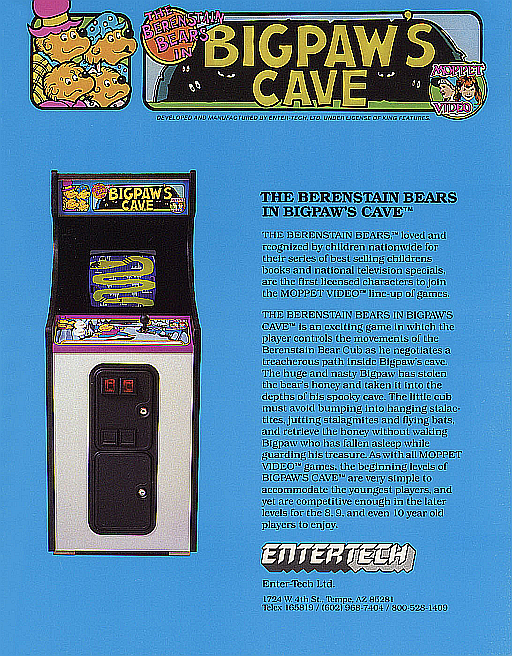 THE
BERENSTAIN
BEARS
IN
BIGPAW'S
CAVE
MOPPET
VIDEO
DEVELOPED AND MANUFACTURED BY ENTER-TECH, LTD. UNDER LICENSE OF KING FEATURES.
BIGPAW'S
CAVE
THE BERENSTAIN BEARS
IN BIGPAW'S CAVE™
THE BERENSTAIN BEARS,™ loved and
recognized by children nationwide for
their series of best selling childrens
books and national television specials,
are the first licensed characters to join
the MOPPET VIDEO™ line-up of games.
THE BERENSTAIN BEARS IN BIGPAW'S
CAVE™ is an exciting game in which the
player controls the movements of the
Berenstain Bear Cub as he negotiates a
treacherous path inside Bigpaw's cave.
The huge and nasty Bigpaw has stolen
the bear's honey and taken it into the
depths of his spooky cave. The little cub
must avoid bumping into hanging stalac-
tites, jutting stalagmites and flying bats,
and retrieve the honey without waking
Bigpaw who has fallen asleep while
guarding his treasure. As with all MOPPET
VIDEO™ games, the beginning levels of
BIGPAW'S CAVE™ are very simple to
accommodate the youngest players, and
yet are competitive enough in the later
levels for the 8, 9, and even 10 year old
players to enjoy.
ENTERTECH
Enter-Tech Ltd.
1724 W. 4th St., Tempe, AZ 85281
Telex 165819 / (602) 968-7404 / 800-528-1409